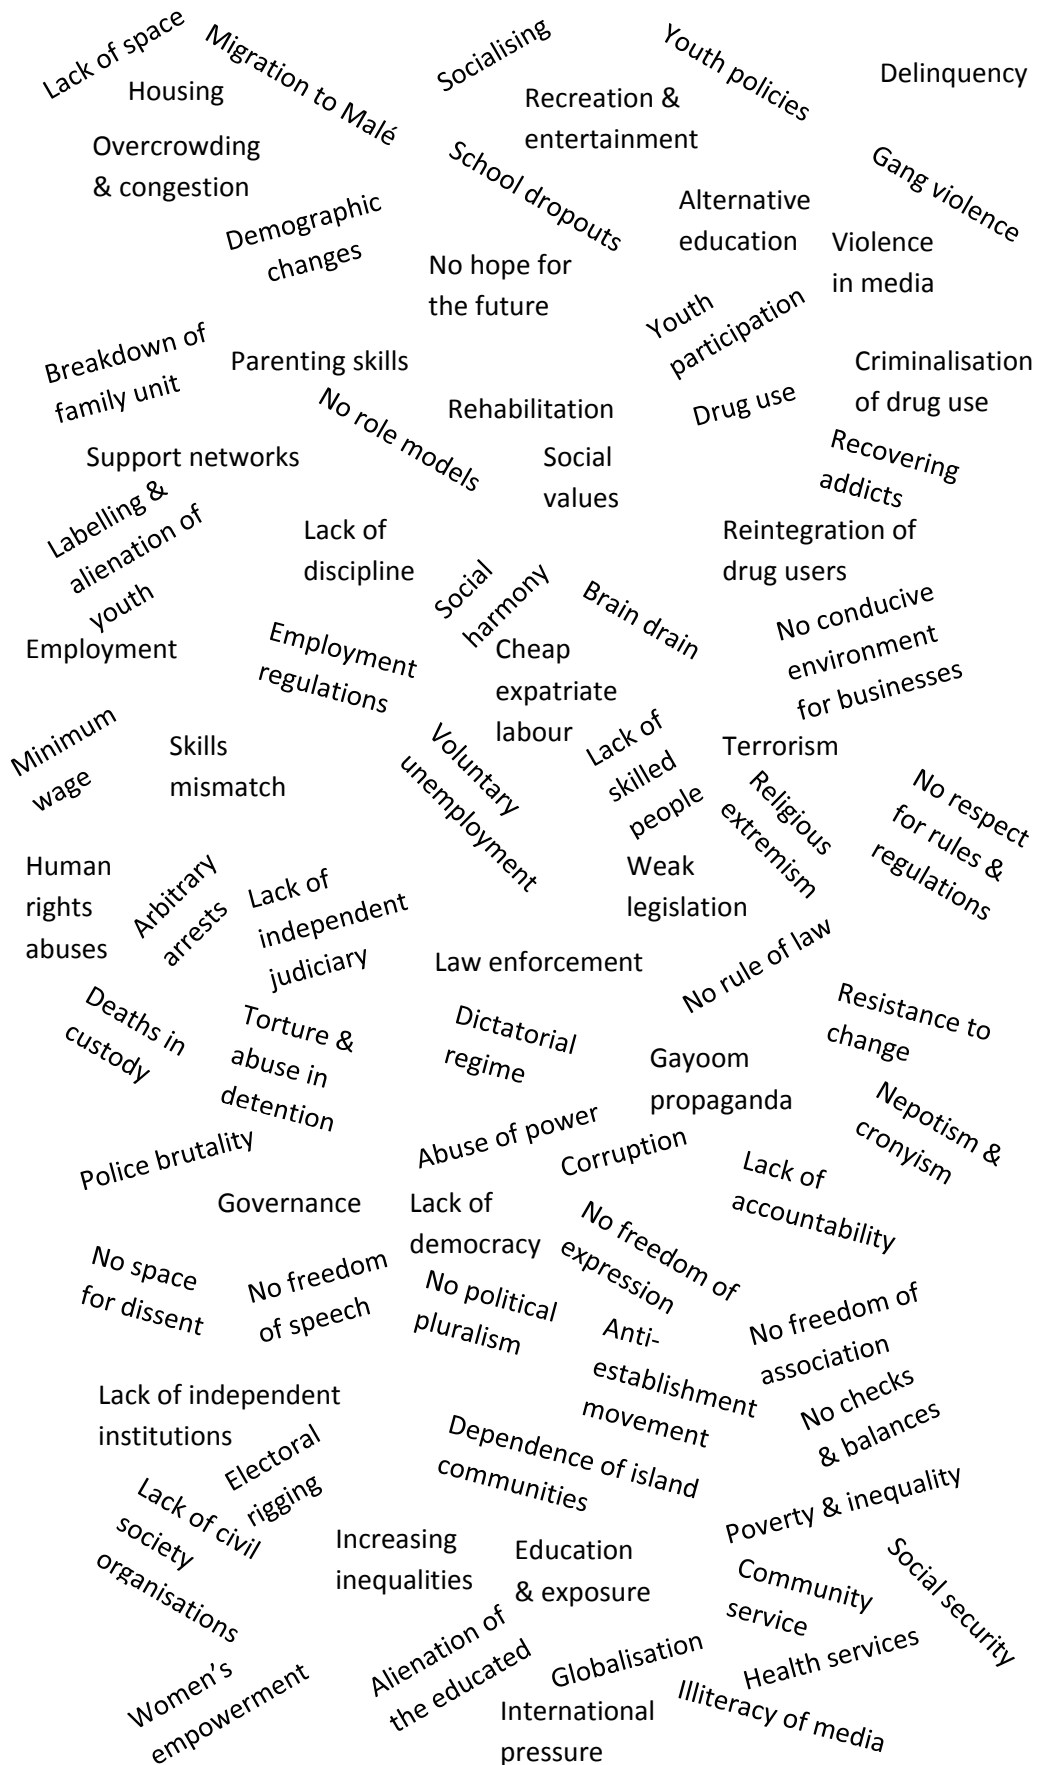 Lack of space
Migration to Malé
Socialising
Youth policies
Delinquency
Housing
Recreation &
entertainment
Overcrowding
& congestion
School dropouts
Gang violence
Demographic
changes
Alternative
education
Violence
in media
No hope for
the future
Youth
participation
Breakdown of
family unit
Parenting skills
Criminalisation
of drug use
No role models
Rehabilitation
Drug use
Support networks
Social
values
Recovering
addicts
Labelling &
alienation of
youth
Lack of
discipline
Reintegration of
drug users
Social
harmony
Brain drain
No conducive
environment
for businesses
Employment
Employment
regulations
Cheap
expatriate
labour
Minimum
wage
Skills
mismatch
Voluntary
unemployment
Lack of
skilled
people
Terrorism
Religious
extremism
No respect
for rules &
regulations
Human
rights
abuses
Arbitrary
arrests
Lack of
independent
judiciary
Weak
legislation
Law enforcement
No rule of law
Deaths in
custody
Torture &
abuse in
detention
Dictatorial
regime
Resistance to
change
Gayoom
propaganda
Police brutality
Abuse of power
Corruption
Nepotism &
cronyism
Governance
Lack of
democracy
Lack of
accountability
No space
for dissent
No freedom
of speech
No political
pluralism
No freedom of
expression
No freedom of
association
Anti-
establishment
movement
Lack of independent
institutions
No checks
& balances
Electoral
rigging
Dependence of island
communities
Lack of civil
society
organisations
Increasing
inequalities
Education
& exposure
Poverty & inequality
Community
service
Social security
Women's
empowerment
Alienation of
the educated
Globalisation
Health services
International
pressure
Illiteracy of media